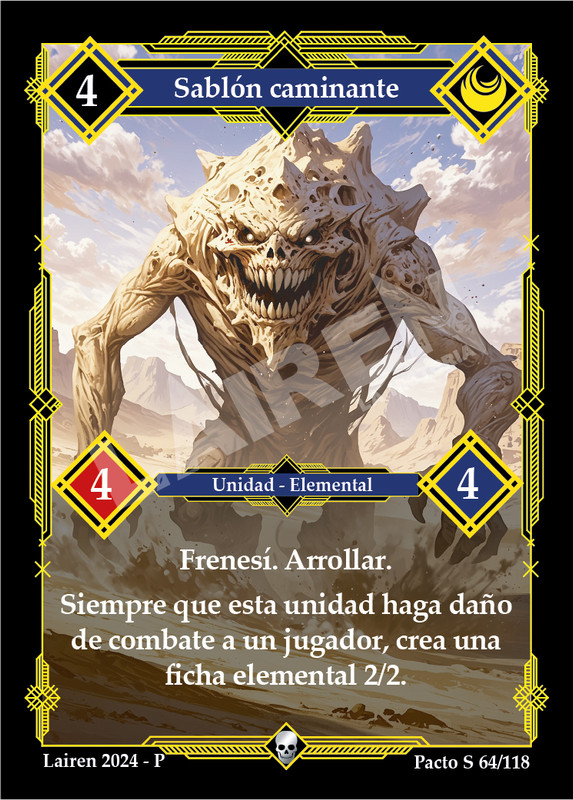 4
Sablón caminante
LAIREN
4
Unidad - Elemental
4
Frenesí. Arrollar.
Siempre que esta unidad haga daño
de combate a un jugador, crea una
ficha elemental 2/2.
Lairen 2024 - P
Pacto S 64/118